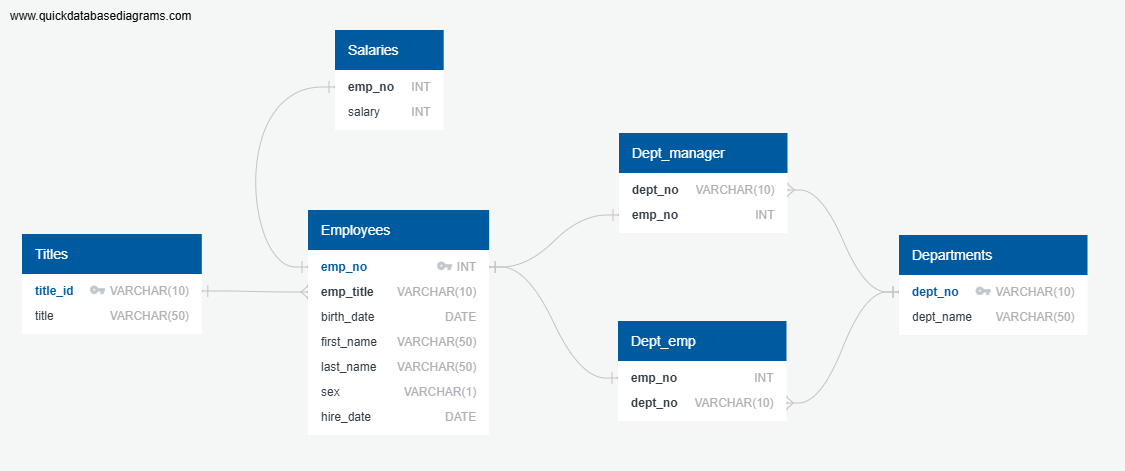 www.quickdatabasediagrams.com
Salaries
emp_no INT
salary INT
Dept_manager
dept_no VARCHAR(10)
emp_no INT
Employees
emp_no INT
emp_title VARCHAR(10)
birth_date DATE
first_name VARCHAR(50)
last_name VARCHAR(50)
sex VARCHAR(1)
hire_date DATE
Titles
title_id VARCHAR(10)
title VARCHAR(50)
Departments
dept_no VARCHAR(10)
dept_name VARCHAR(50)
Dept_emp
emp_no INT
dept_no VARCHAR(10)